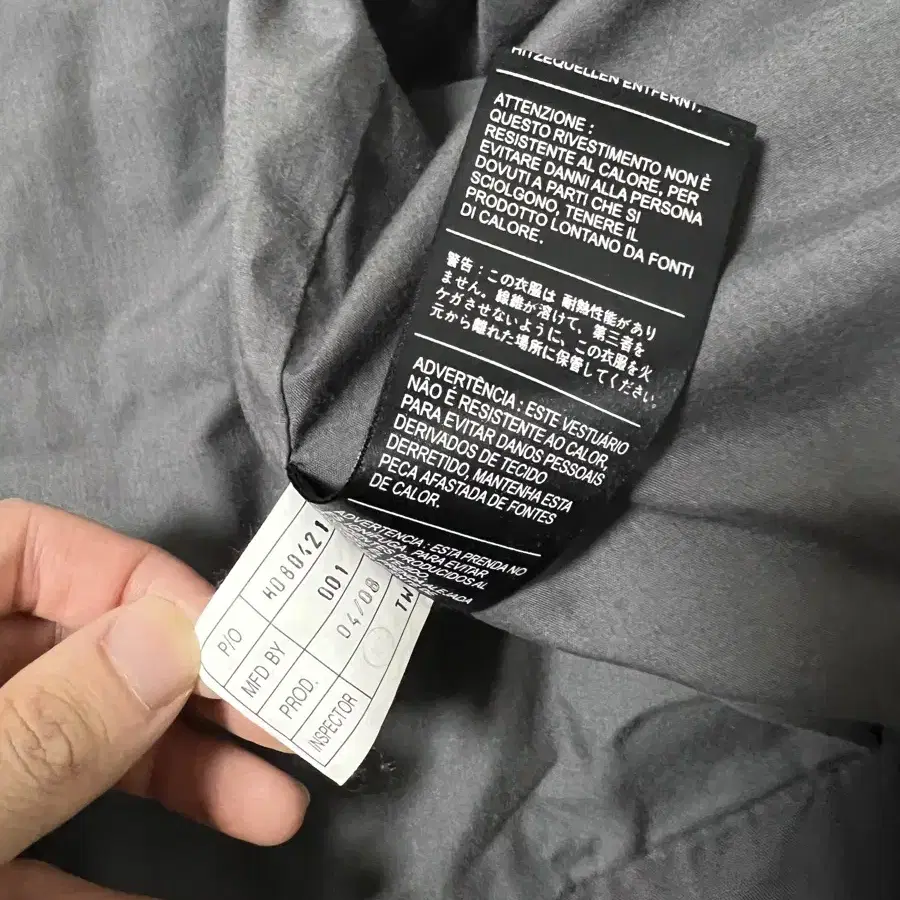 HITZEQUELLEN ENTFERNT.
ATTENZIONE :
QUESTO RIVESTIMENTO NON È
RESISTENTE AL CALORE, PER
EVITARE DANNI ALLA PERSONA
DOVUTI A PARTI CHE SI
SCIOLGONO, TENERE IL
PRODOTTO LONTANO DA FONTI
DI CALORE.
警告：この衣服は 耐熱性能があり
ません。繊維が溶けて、第三者を
ケガさせないように、この衣服を火
元から離れた場所に保管してください。
ADVERTÊNCIA : ESTE VESTUÁRIO
NÃO É RESISTENTE AO CALOR,
PARA EVITAR DANOS PESSOAIS
DERIVADOS DE TECIDO
DERRETIDO, MANTENHA ESTA
PEÇA AFASTADA DE FONTES
DE CALOR.
ADVERTENCIA : ESTA PRENDA NO
PARA EVITAR
PRODUCIDOS AL
ALEJADA
P/O H080421
MFD BY 001
PROD. 04/08
INSPECTOR TW